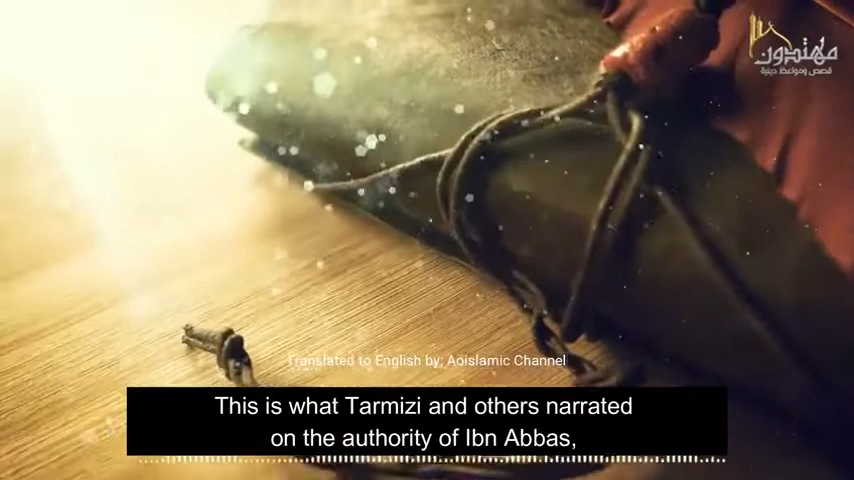 مهتدون
قصص ومواعظ دينية
Translated to English by; Aoislamic Channel
This is what Tarmizi and others narrated
on the authority of Ibn Abbas,